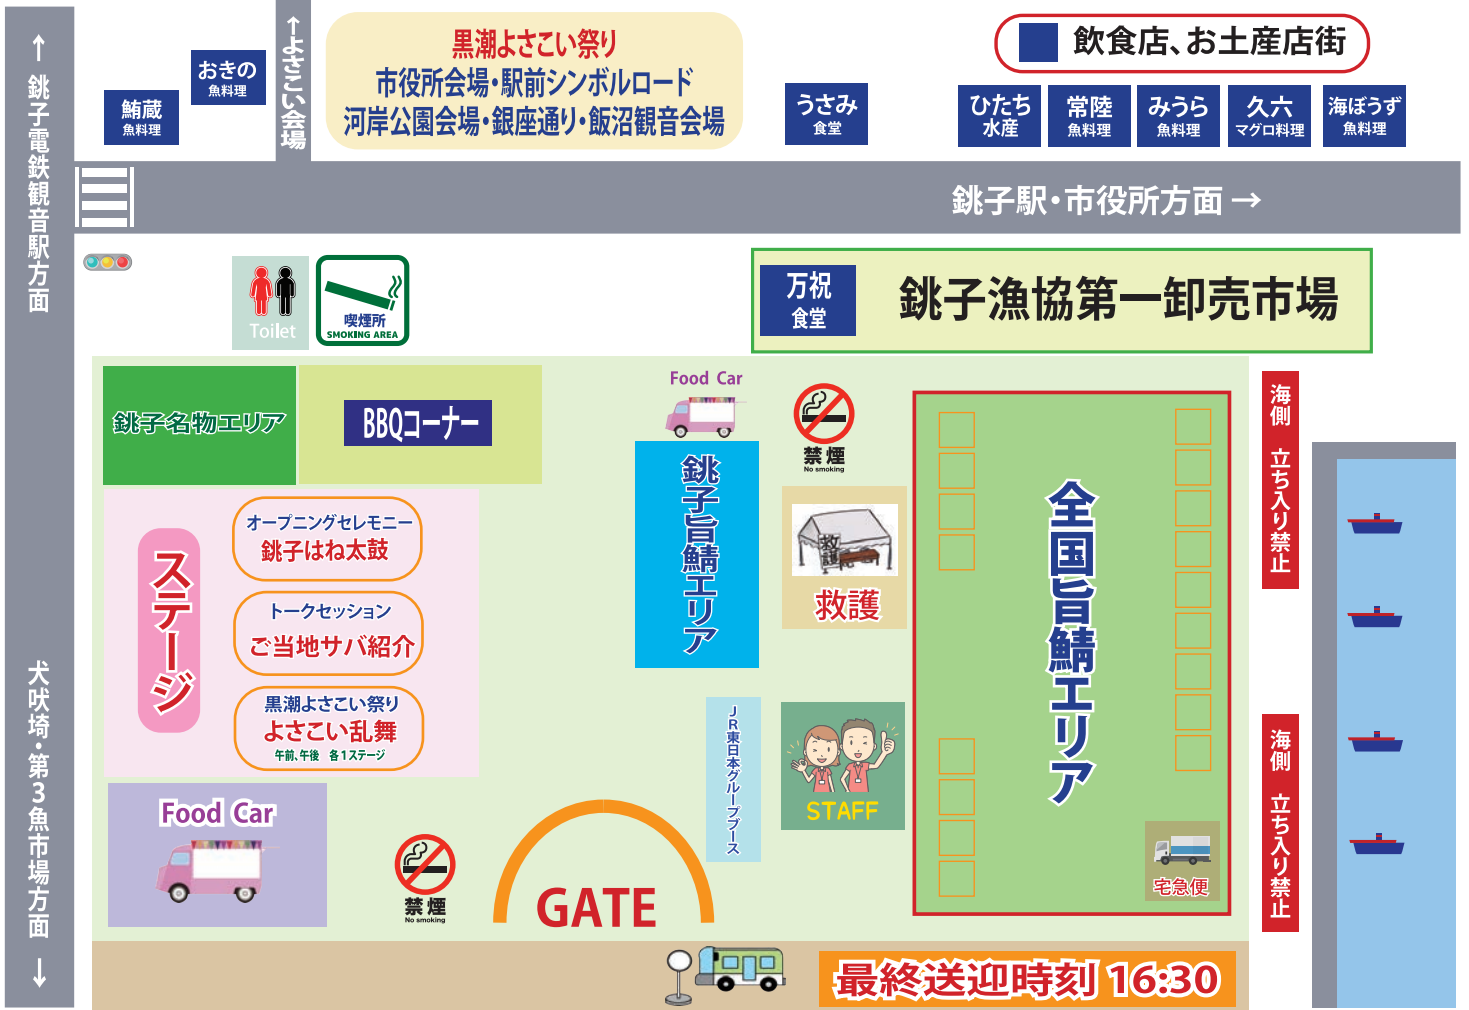 ↑銚子電鉄観音駅方面
犬吠埼・第3魚市場方面↓
鮪蔵
魚料理
おきの
魚料理
↑よさこい会場
黒潮よさこい祭り
市役所会場・駅前シンボルロード
河岸公園会場・銀座通り・飯沼観音会場
飲食店、お土産店街
うさみ
食堂
ひたち
水産
常陸
魚料理
みうら
魚料理
久六
マグロ料理
海ぼうず
魚料理
銚子駅・市役所方面→
Toilet
喫煙所
SMOKING AREA
万祝
食堂
銚子漁協第一卸売市場
銚子名物エリア
BBQコーナー
Food Car
禁煙
No smoking
銚子旨鯖エリア
救護
救護
全国旨鯖エリア
海側 立ち入り禁止
ステージ
オープニングセレモニー
銚子はね太鼓
トークセッション
ご当地サバ紹介
黒潮よさこい祭り
よさこい乱舞
午前、午後 各1ステージ
JR東日本グループブース
STAFF
海側 立ち入り禁止
Food Car
禁煙
No smoking
GATE
宅急便
最終送迎時刻 16:30